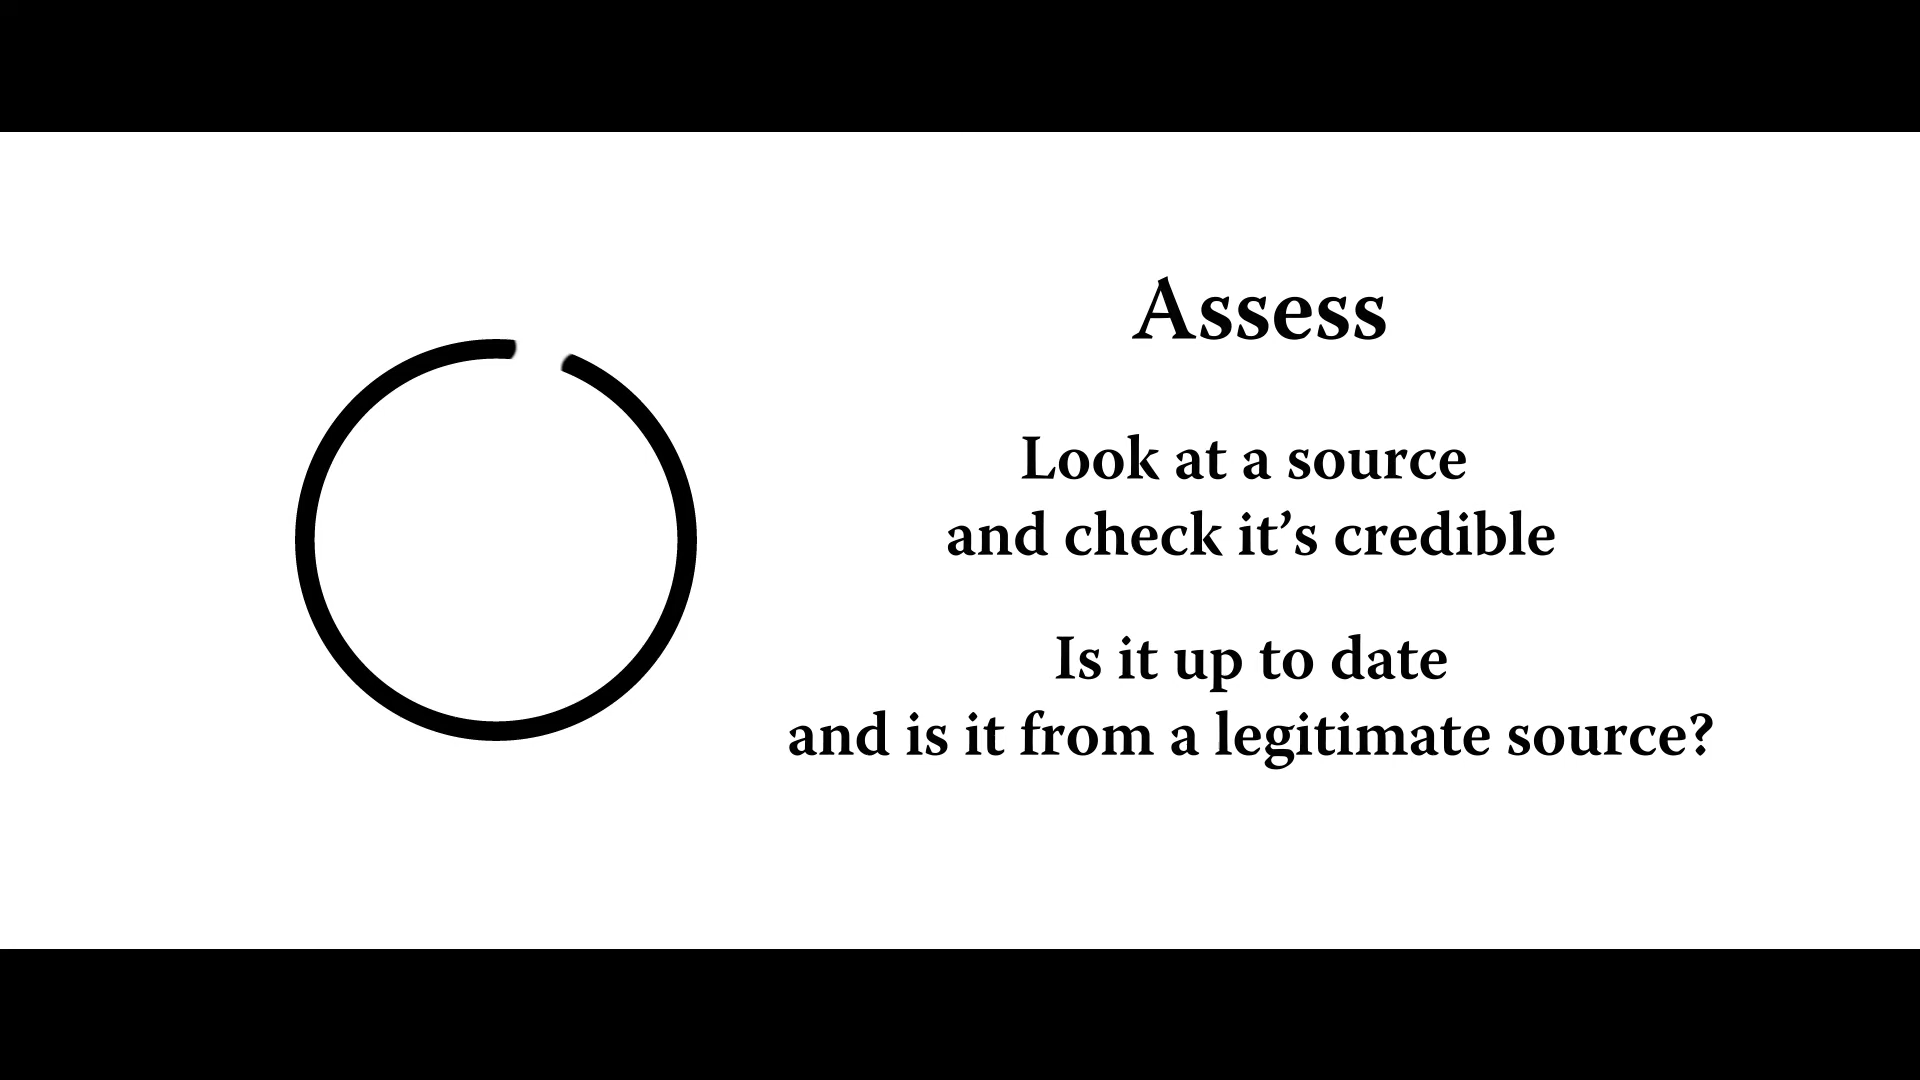 Assess
Look at a source
and check it’s credible
Is it up to date
and is it from a legitimate source?